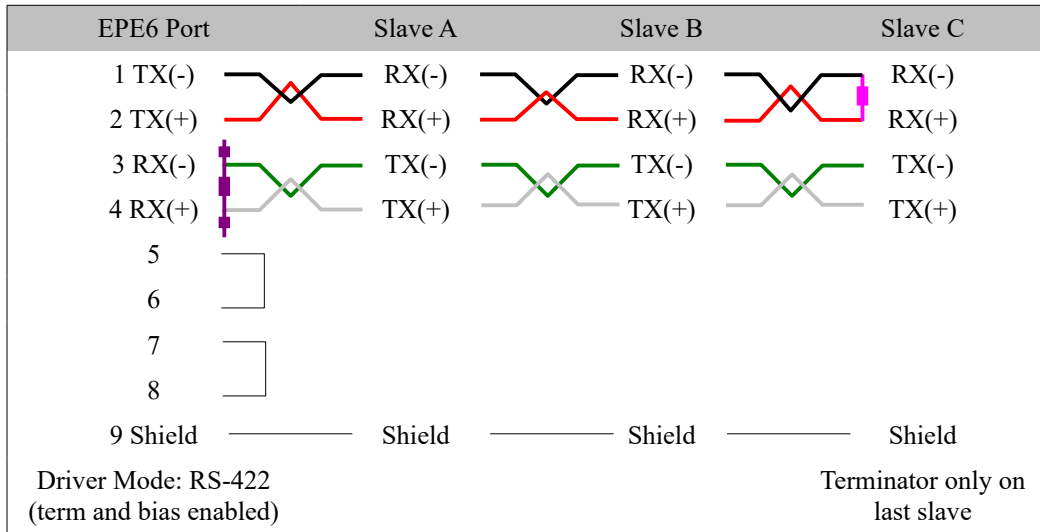 EPE6 Port Slave A Slave B Slave C
1 TX(-) RX(-) RX(-) RX(-)
2 TX(+) RX(+) RX(+) RX(+)
3 RX(-) TX(-) TX(-) TX(-)
4 RX(+) TX(+) TX(+) TX(+)
5
6
7
8
9 Shield Shield Shield Shield
Driver Mode: RS-422 Terminator only on
(term and bias enabled) last slave